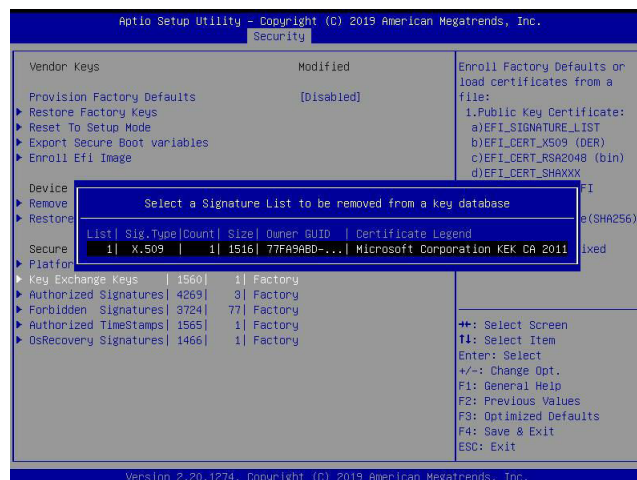 Aptio Setup Utility – Copyright (C) 2019 American Megatrends, Inc.
Security
Vendor Keys Modified
Provision Factory Defaults [Disabled]
Restore Factory Keys
Reset To Setup Mode
Export Secure Boot variables
Enroll Efi Image
Device
Remove
Restore
Secure
Platfor
Key Exchange Keys | 1560| 1| Factory
Authorized Signatures| 4269| 3| Factory
Forbidden Signatures| 3724| 77| Factory
Authorized TimeStamps| 1565| 1| Factory
OsRecovery Signatures| 1466| 1| Factory
Select a Signature List to be removed from a key database
List| Sig.Type|Count| Size| Owner GUID | Certificate Legend
1| X.509 | 1| 1516| 77FA9ABD-...| Microsoft Corporation KEK CA 2011
Enroll Factory Defaults or
load certificates from a
file:
1.Public Key Certificate:
a)EFI_SIGNATURE_LIST
b)EFI_CERT_X509 (DER)
c)EFI_CERT_RSA2048 (bin)
d)EFI_CERT_SHAXXX
FI
e(SHA256)
ixed
→←: Select Screen
↑↓: Select Item
Enter: Select
+/-: Change Opt.
F1: General Help
F2: Previous Values
F3: Optimized Defaults
F4: Save & Exit
ESC: Exit
Version 2.20.1274. Copyright (C) 2019 American Megatrends, Inc.